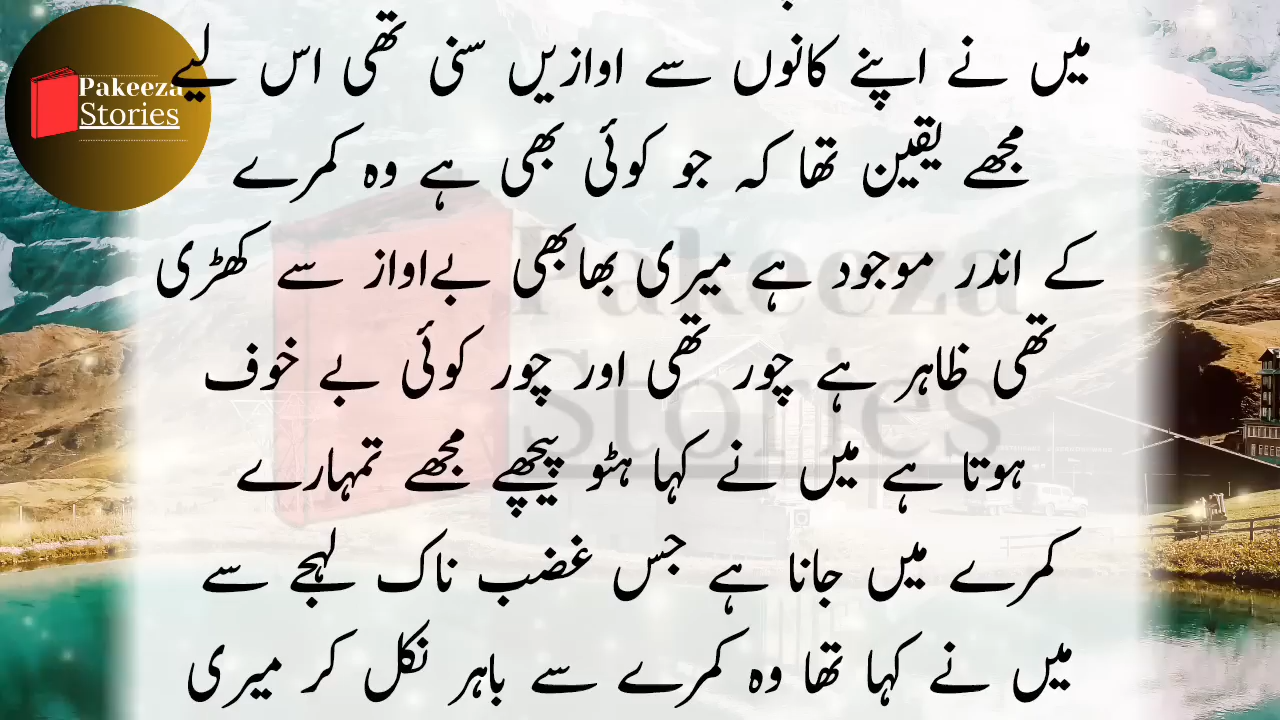 Pakeeza
Stories
میں نے اپنے کانوں سے اوازیں سنی تھی اس لیے
مجھے یقین تھا کہ جو کوئی بھی ہے وہ کمرے
کے اندر موجود ہے میری بھابھی بےاواز سے کھڑی
تھی ظاہر ہے چور تھی اور چور کوئی بے خوف
ہوتا ہے میں نے کہا ہٹو پیچھے مجھے تمہارے
کمرے میں جانا ہے جس غضب ناک لہجے سے
میں نے کہا تھا وہ کمرے سے باہر نکل کر میری
Pakeeza
Stories